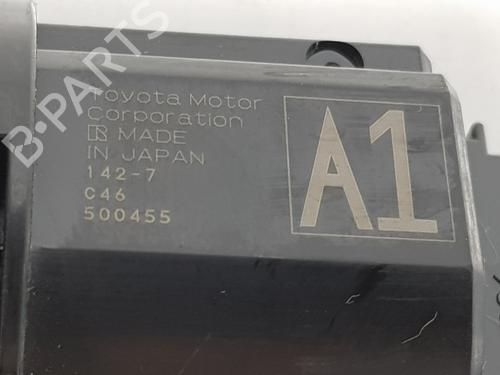 B-PARTS
Toyota Motor
Corporation
R MADE
IN JAPAN
142-7
C46
500455
A1